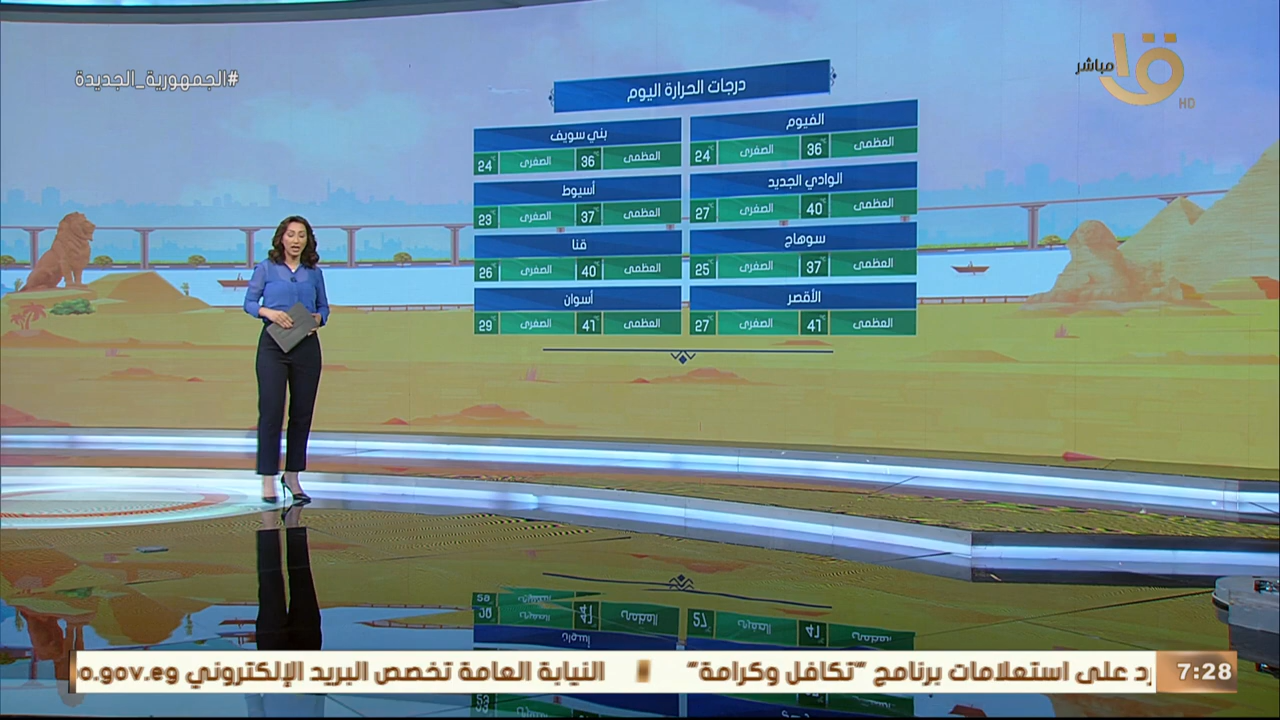 #الجمهورية_الجديدة
مباشر
HD
درجات الحرارة اليوم
الفيوم
العظمى 36 الصغرى 24
بني سويف
العظمى 36 الصغرى 24
الوادي الجديد
العظمى 40 الصغرى 27
أسيوط
العظمى 37 الصغرى 23
سوهاج
العظمى 37 الصغرى 25
قنا
العظمى 40 الصغرى 26
الأقصر
العظمى 41 الصغرى 27
أسوان
العظمى 41 الصغرى 29
رد على استعلامات برنامج "تكافل وكرامة" النيابة العامة تخصص البريد الإلكتروني o.gov.eg
7:28